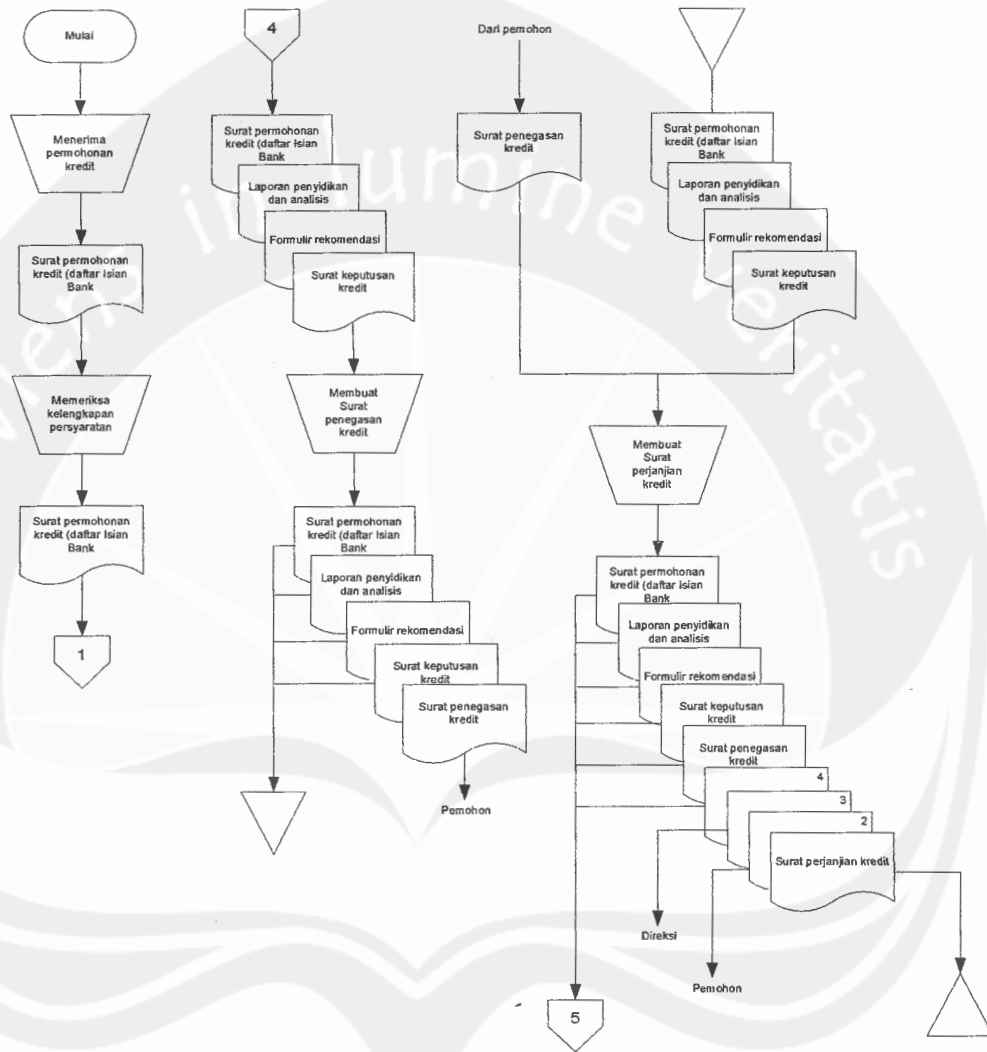 Mulai
Menerima
permohonan
kredit
Surat permohonan
kredit (daftar Isian
Bank
Memeriksa
kelengkapan
persyaratan
Surat permohonan
kredit (daftar Isian
Bank
1
4
Surat permohonan
kredit (daftar Isian
Bank
Laporan penyidikan
dan analisis
Formulir rekomendasi
Surat keputusan
kredit
Membuat
Surat
penegasan
kredit
Surat permohonan
kredit (daftar Isian
Bank
Laporan penyidikan
dan analisis
Formulir rekomendasi
Surat keputusan
kredit
Surat penegasan
kredit
Pemohon
Dari pemohon
Surat penegasan
kredit
Surat permohonan
kredit (daftar Isian
Bank
Laporan penyidikan
dan analisis
Formulir rekomendasi
Surat keputusan
kredit
Membuat
Surat
perjanjian
kredit
Surat permohonan
kredit (daftar Isian
Bank
Laporan penyidikan
dan analisis
Formulir rekomendasi
Surat keputusan
kredit
Surat penegasan
kredit
4
3
2
Surat perjanjian kredit
Direksi
Pemohon
5
in lumine veritatis